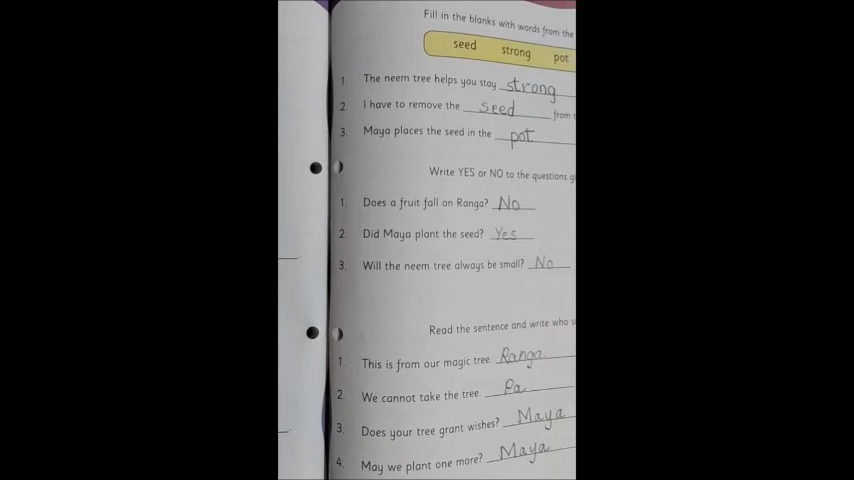 Fill in the blanks with words from the
seed strong pot
1. The neem tree helps you stay strong
2. I have to remove the seed from
3. Maya places the seed in the pot
Write YES or NO to the questions
1. Does a fruit fall on Ranga? No
2. Did Maya plant the seed? Yes
3. Will the neem tree always be small? No
Read the sentence and write who
1. This is from our magic tree. Ranga
2. We cannot take the tree. Pa
3. Does your tree grant wishes? Maya
4. May we plant one more? Maya